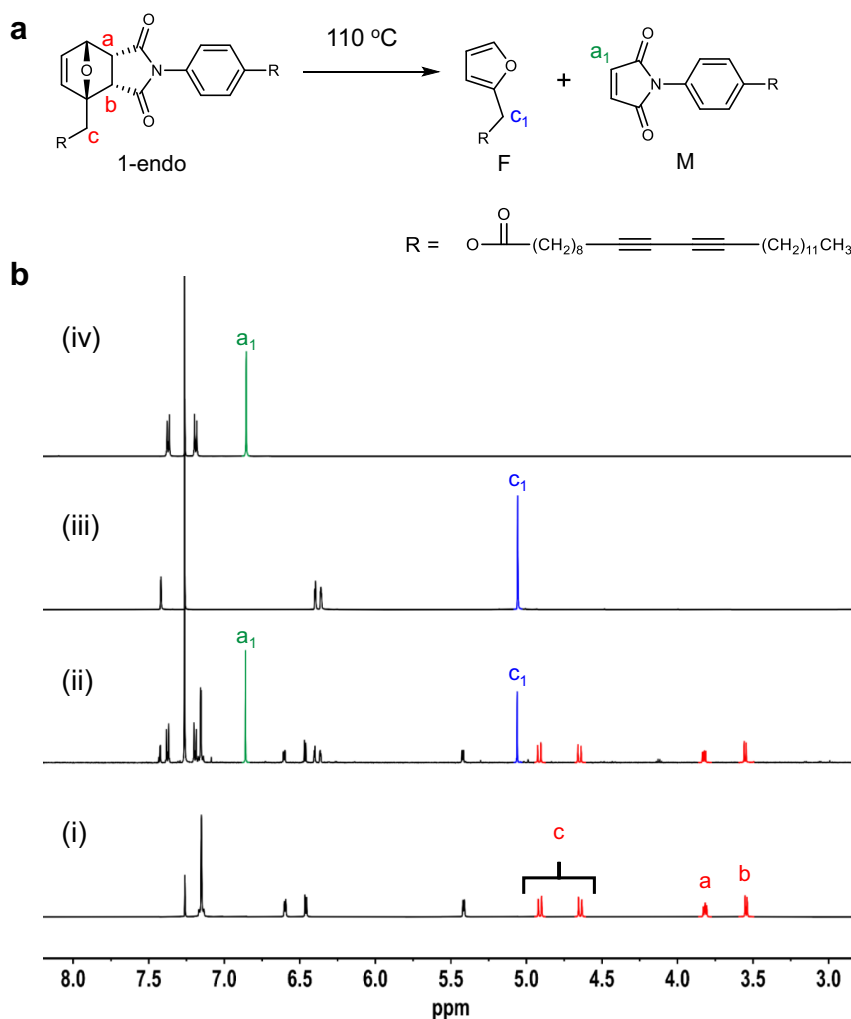 a
110 °C
O
O
N
O
R
R
a
b
c
1-endo
O
c₁
R
F
+
a₁
O
N
O
R
M
R = O
O
(CH₂)₈
(CH₂)₁₁CH₃
b
(iv)
a₁
(iii)
c₁
(ii)
a₁
c₁
(i)
c
a
b
8.0 7.5 7.0 6.5 6.0 5.5 5.0 4.5 4.0 3.5 3.0
ppm